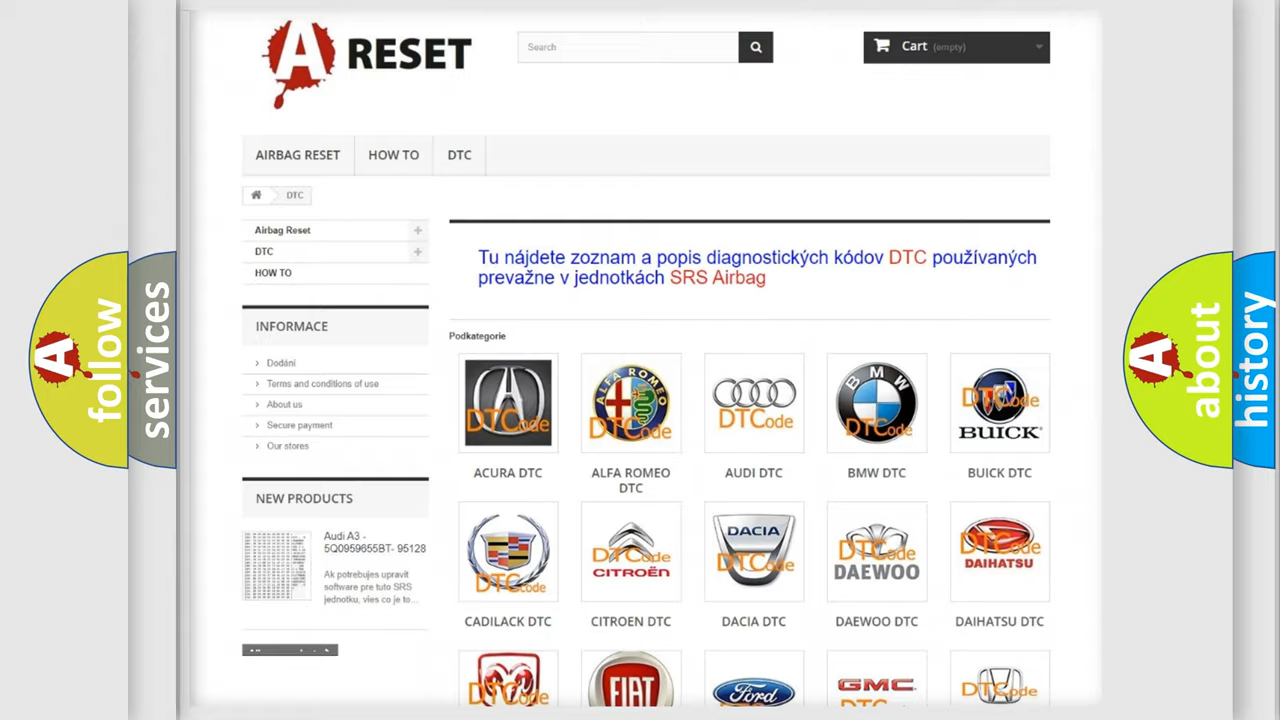 A RESET
Search
Cart (empty)
AIRBAG RESET
HOW TO
DTC
DTC
Airbag Reset
DTC
HOW TO
INFORMACE
Dodání
Terms and conditions of use
About us
Secure payment
Our stores
NEW PRODUCTS
Audi A3 -
5Q0959655BT- 95128
Ak potrebujes upravit
software pre tuto SRS
jednotku, vies co je to...
Tu nájdete zoznam a popis diagnostických kódov DTC používaných
prevažne v jednotkách SRS Airbag
Podkategorie
DTCode
ALFA ROMEO
DTCode
DTCode
BMW
DTCode
DTCode
BUICK
ACURA DTC
ALFA ROMEO
DTC
AUDI DTC
BMW DTC
BUICK DTC
DTCode
DTCode
CITROËN
DACIA
DTCode
DTCode
DAEWOO
DTCode
DAIHATSU
CADILACK DTC
CITROEN DTC
DACIA DTC
DAEWOO DTC
DAIHATSU DTC
DTCode
FIAT
Ford
GMC
DTCode
A follow
services
A about
history